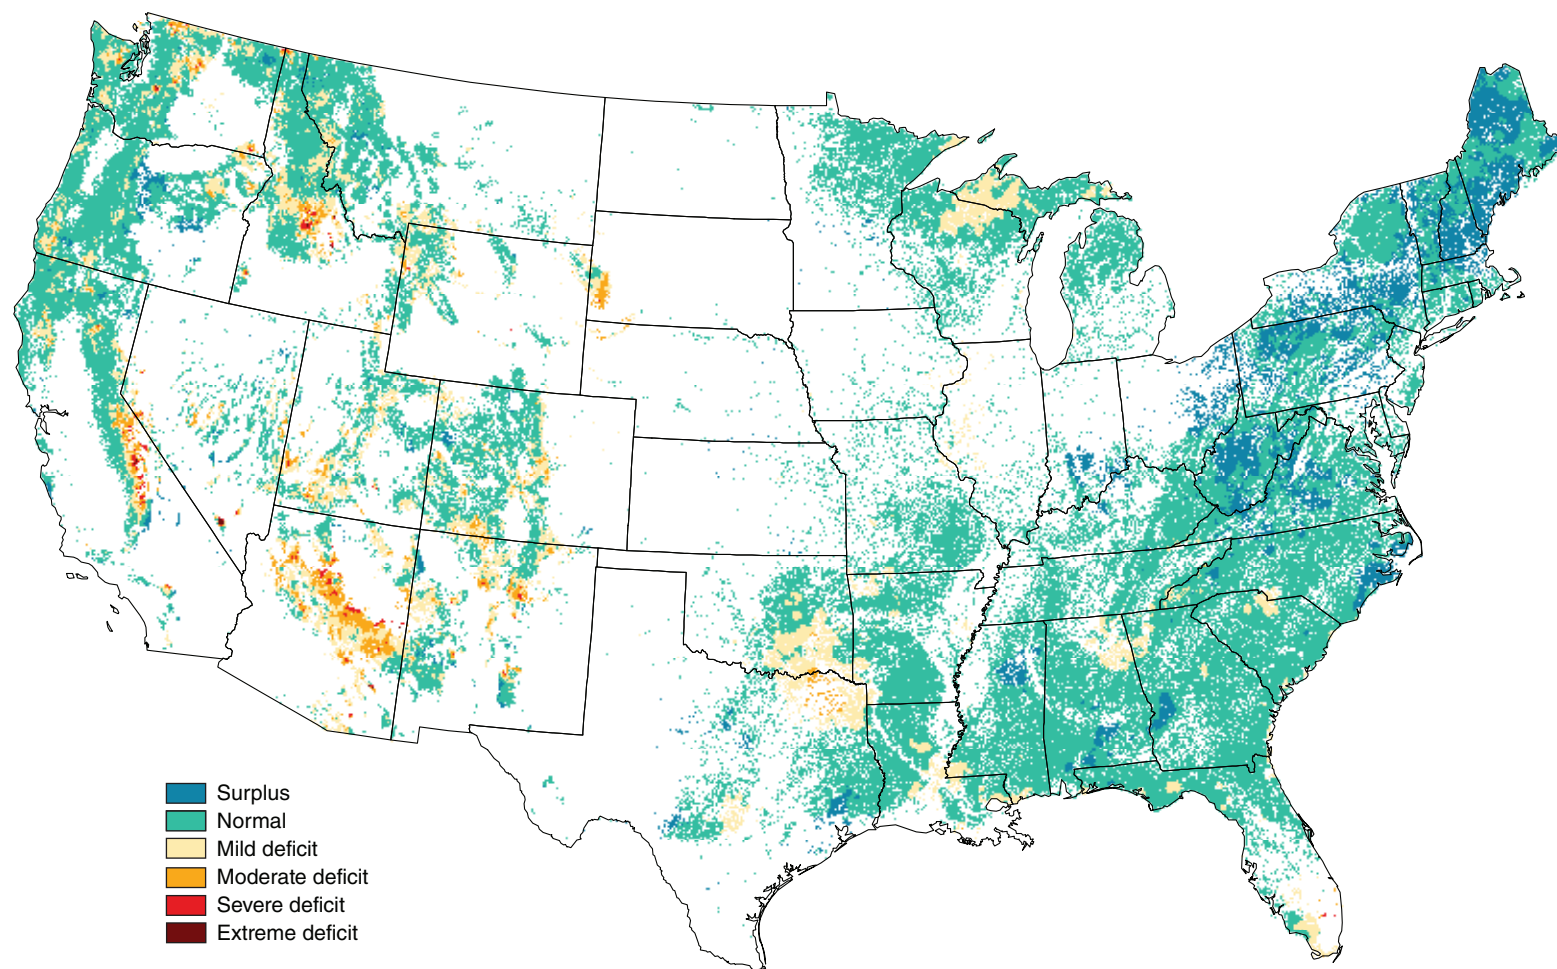 Surplus
Normal
Mild deficit
Moderate deficit
Severe deficit
Extreme deficit